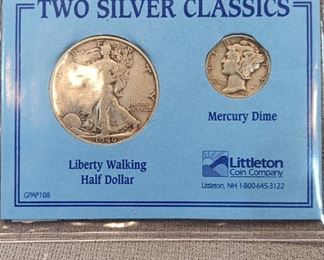 TWO SILVER CLASSICS
1940
Mercury Dime
Liberty Walking
Half Dollar
Littleton
Coin Company
Littleton, NH 1-800-645-3122
GPAP108